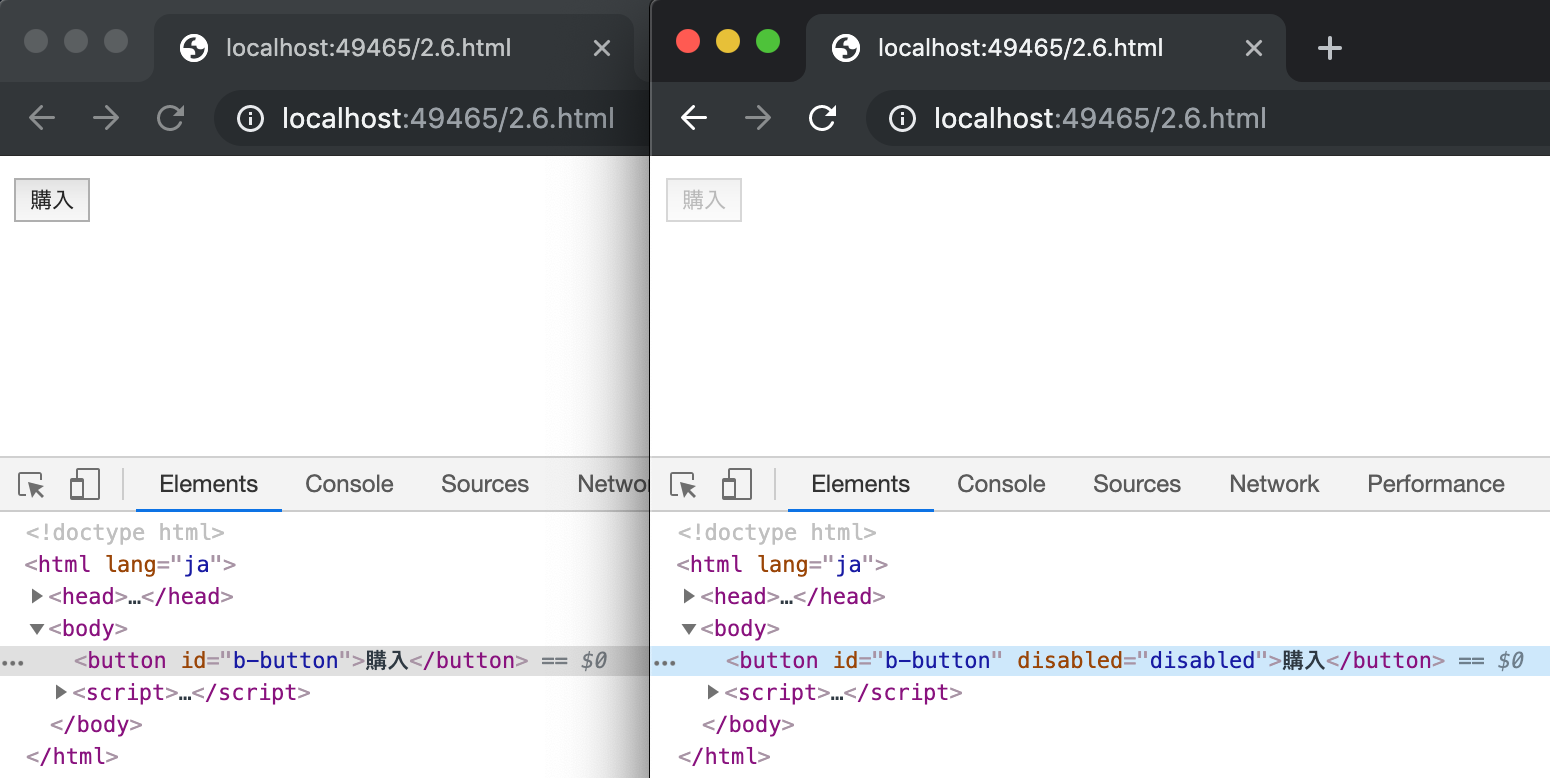 localhost:49465/2.6.html
localhost:49465/2.6.html
購入
Elements Console Sources Networ
<!doctype html>
<html lang="ja">
<head>…</head>
<body>
… <button id="b-button">購入</button> == $0
<script>…</script>
</body>
</html>
localhost:49465/2.6.html
localhost:49465/2.6.html
購入
Elements Console Sources Network Performance
<!doctype html>
<html lang="ja">
<head>…</head>
<body>
… <button id="b-button" disabled="disabled">購入</button> == $0
<script>…</script>
</body>
</html>